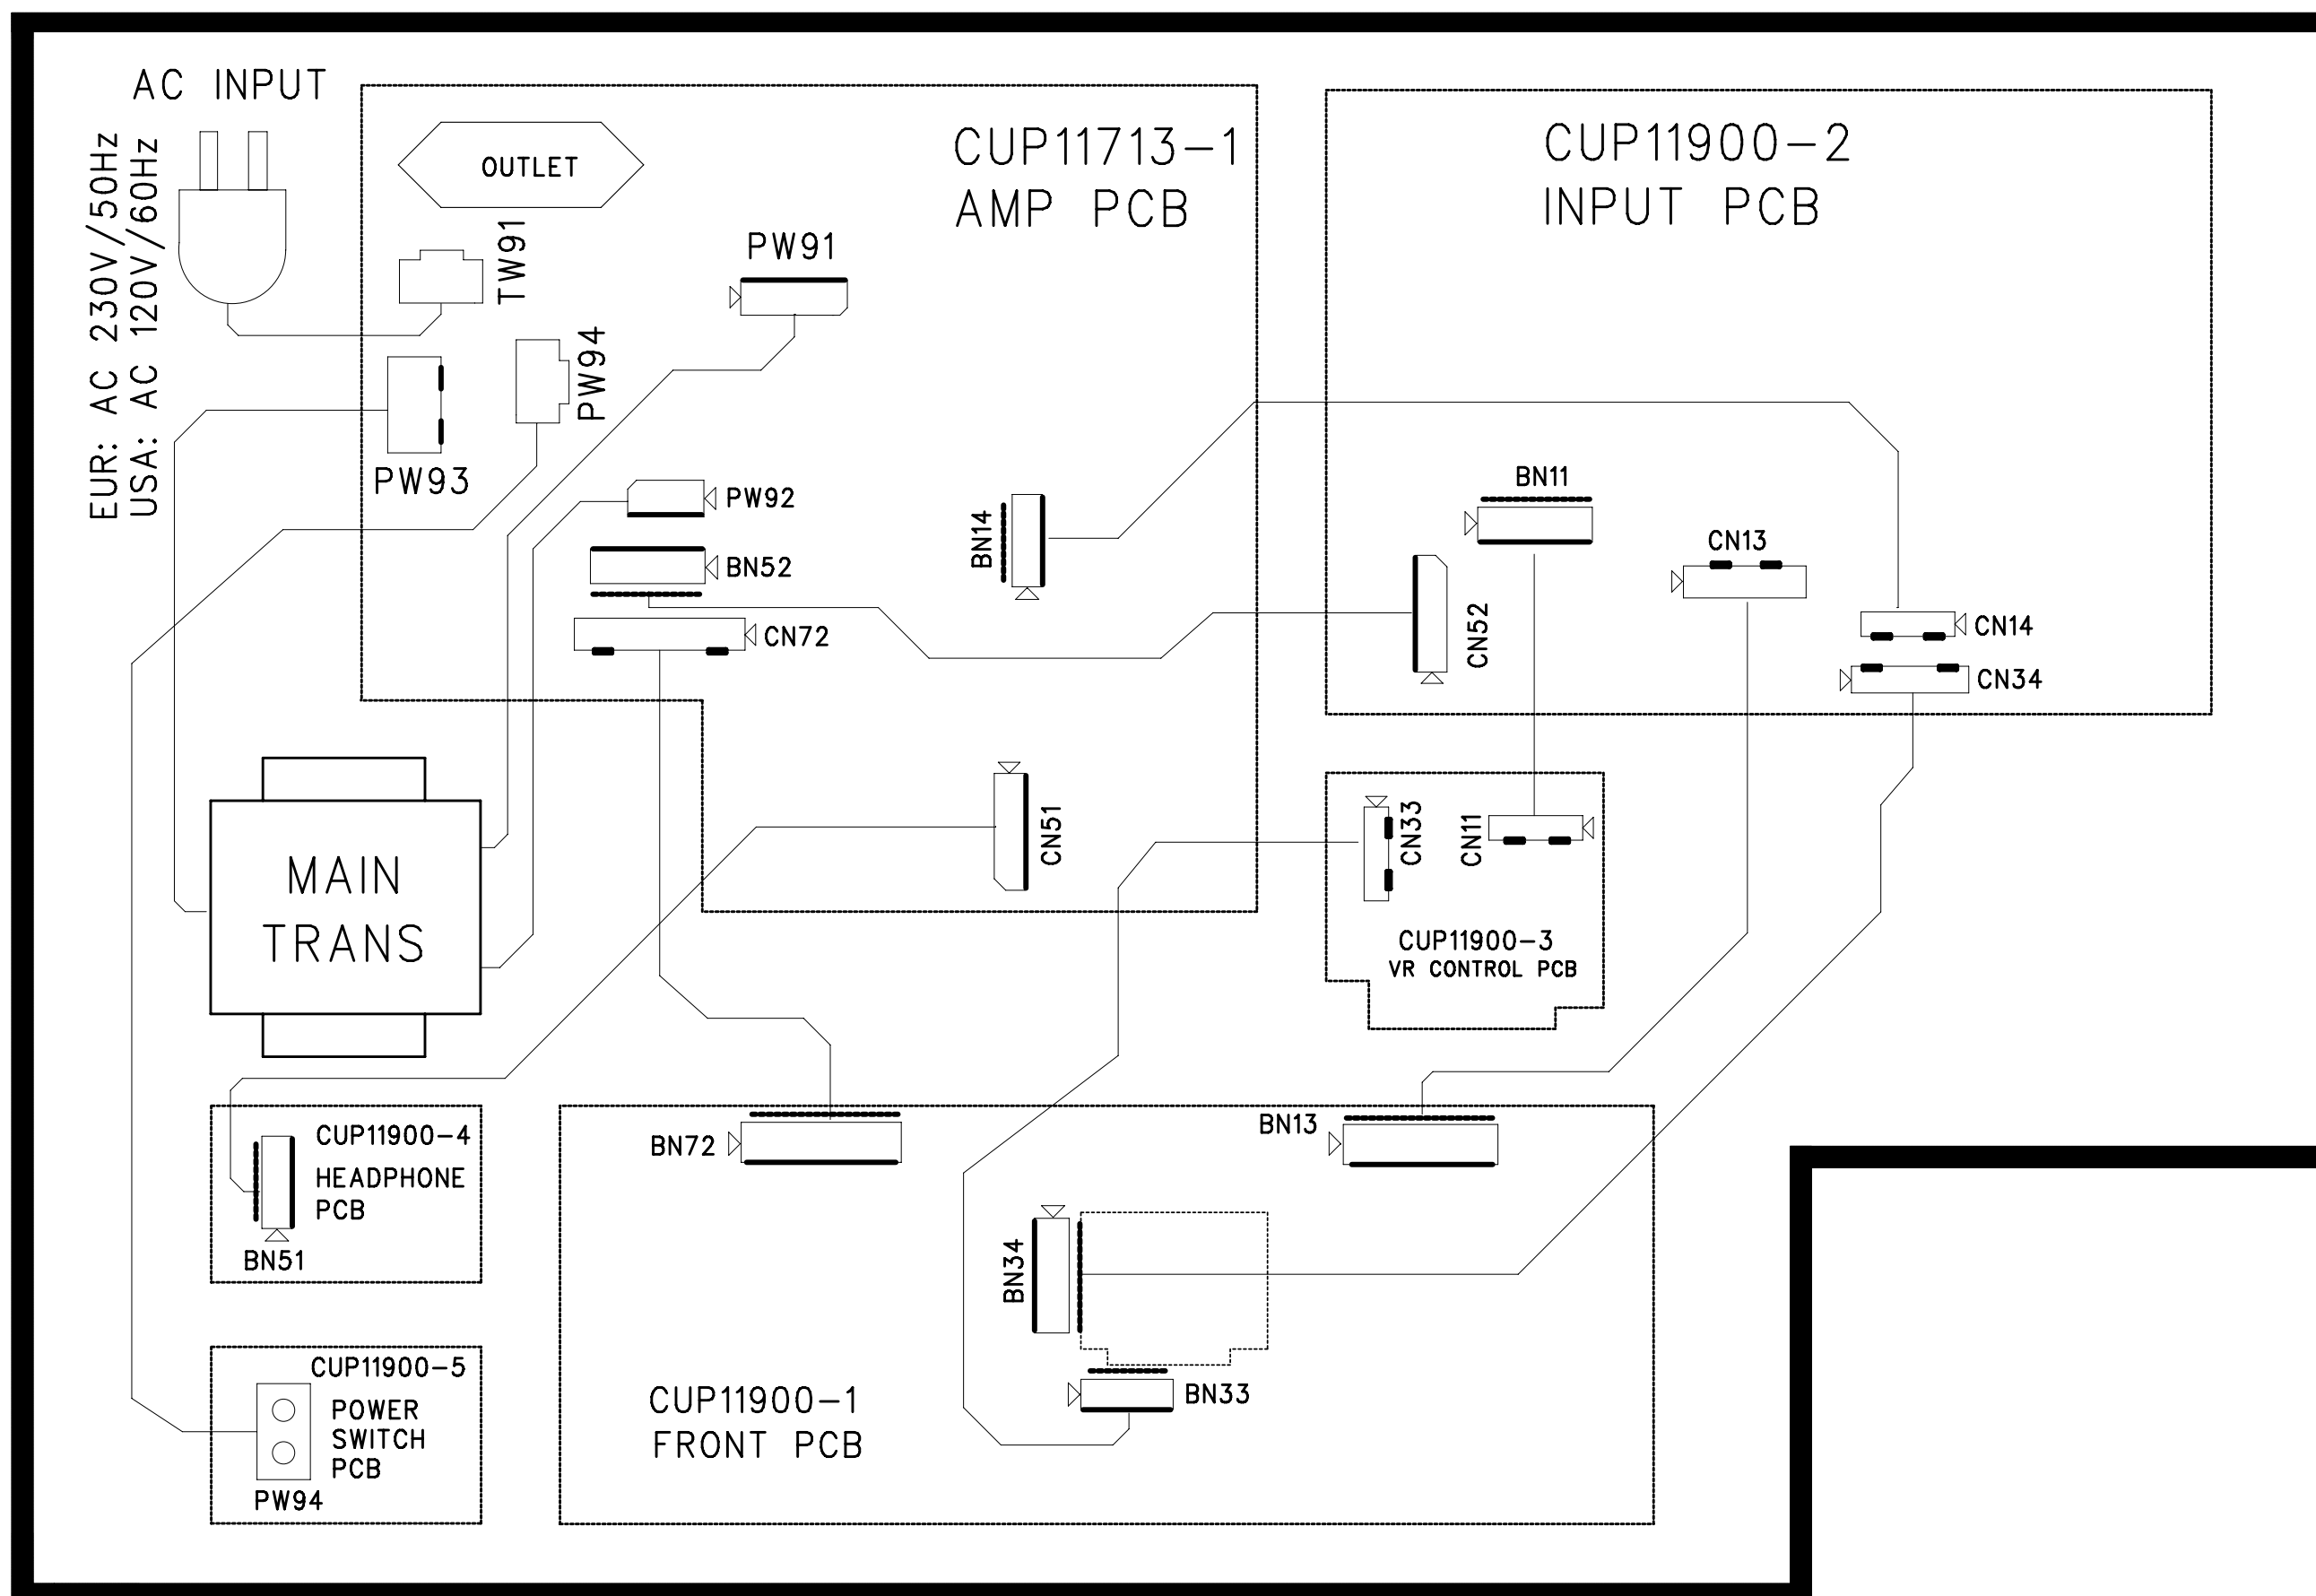 AC INPUT
EUR: AC 230V/50Hz
USA: AC 120V/60Hz
OUTLET
TW91
PW91
CUP11713-1
AMP PCB
CUP11900-2
INPUT PCB
PW94
PW93
PW92
BN52
CN72
BN14
BN11
CN13
CN52
CN14
CN34
CN51
MAIN
TRANS
CN33
CN11
CUP11900-3
VR CONTROL PCB
CUP11900-4
HEADPHONE
PCB
BN51
BN72
BN13
BN34
BN33
CUP11900-1
FRONT PCB
CUP11900-5
POWER
SWITCH
PCB
PW94